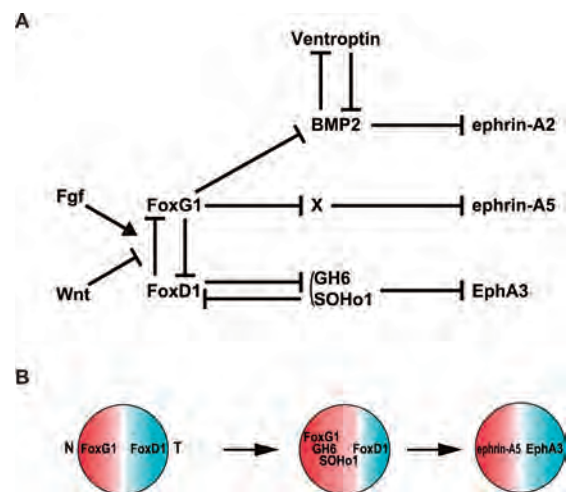 A
Ventroptin
BMP2 ephrin-A2
Fgf
FoxG1 X ephrin-A5
GH6
Wnt FoxD1 SOHo1 EphA3
B
N FoxG1 FoxD1 T
FoxG1
GH6 FoxD1
SOHo1
ephrin-A5 EphA3